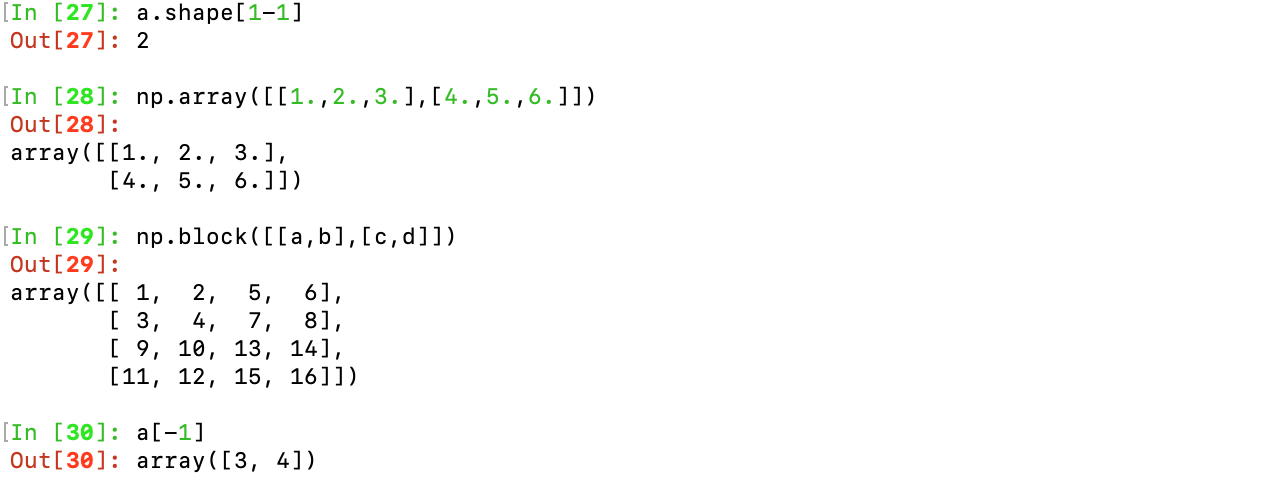 [In [27]: a.shape[1-1]
Out[27]: 2
[In [28]: np.array([[1.,2.,3.],[4.,5.,6.]])
Out[28]:
array([[1., 2., 3.],
       [4., 5., 6.]])
[In [29]: np.block([[a,b],[c,d]])
Out[29]:
array([[ 1,  2,  5,  6],
       [ 3,  4,  7,  8],
       [ 9, 10, 13, 14],
       [11, 12, 15, 16]])
[In [30]: a[-1]
Out[30]: array([3, 4])